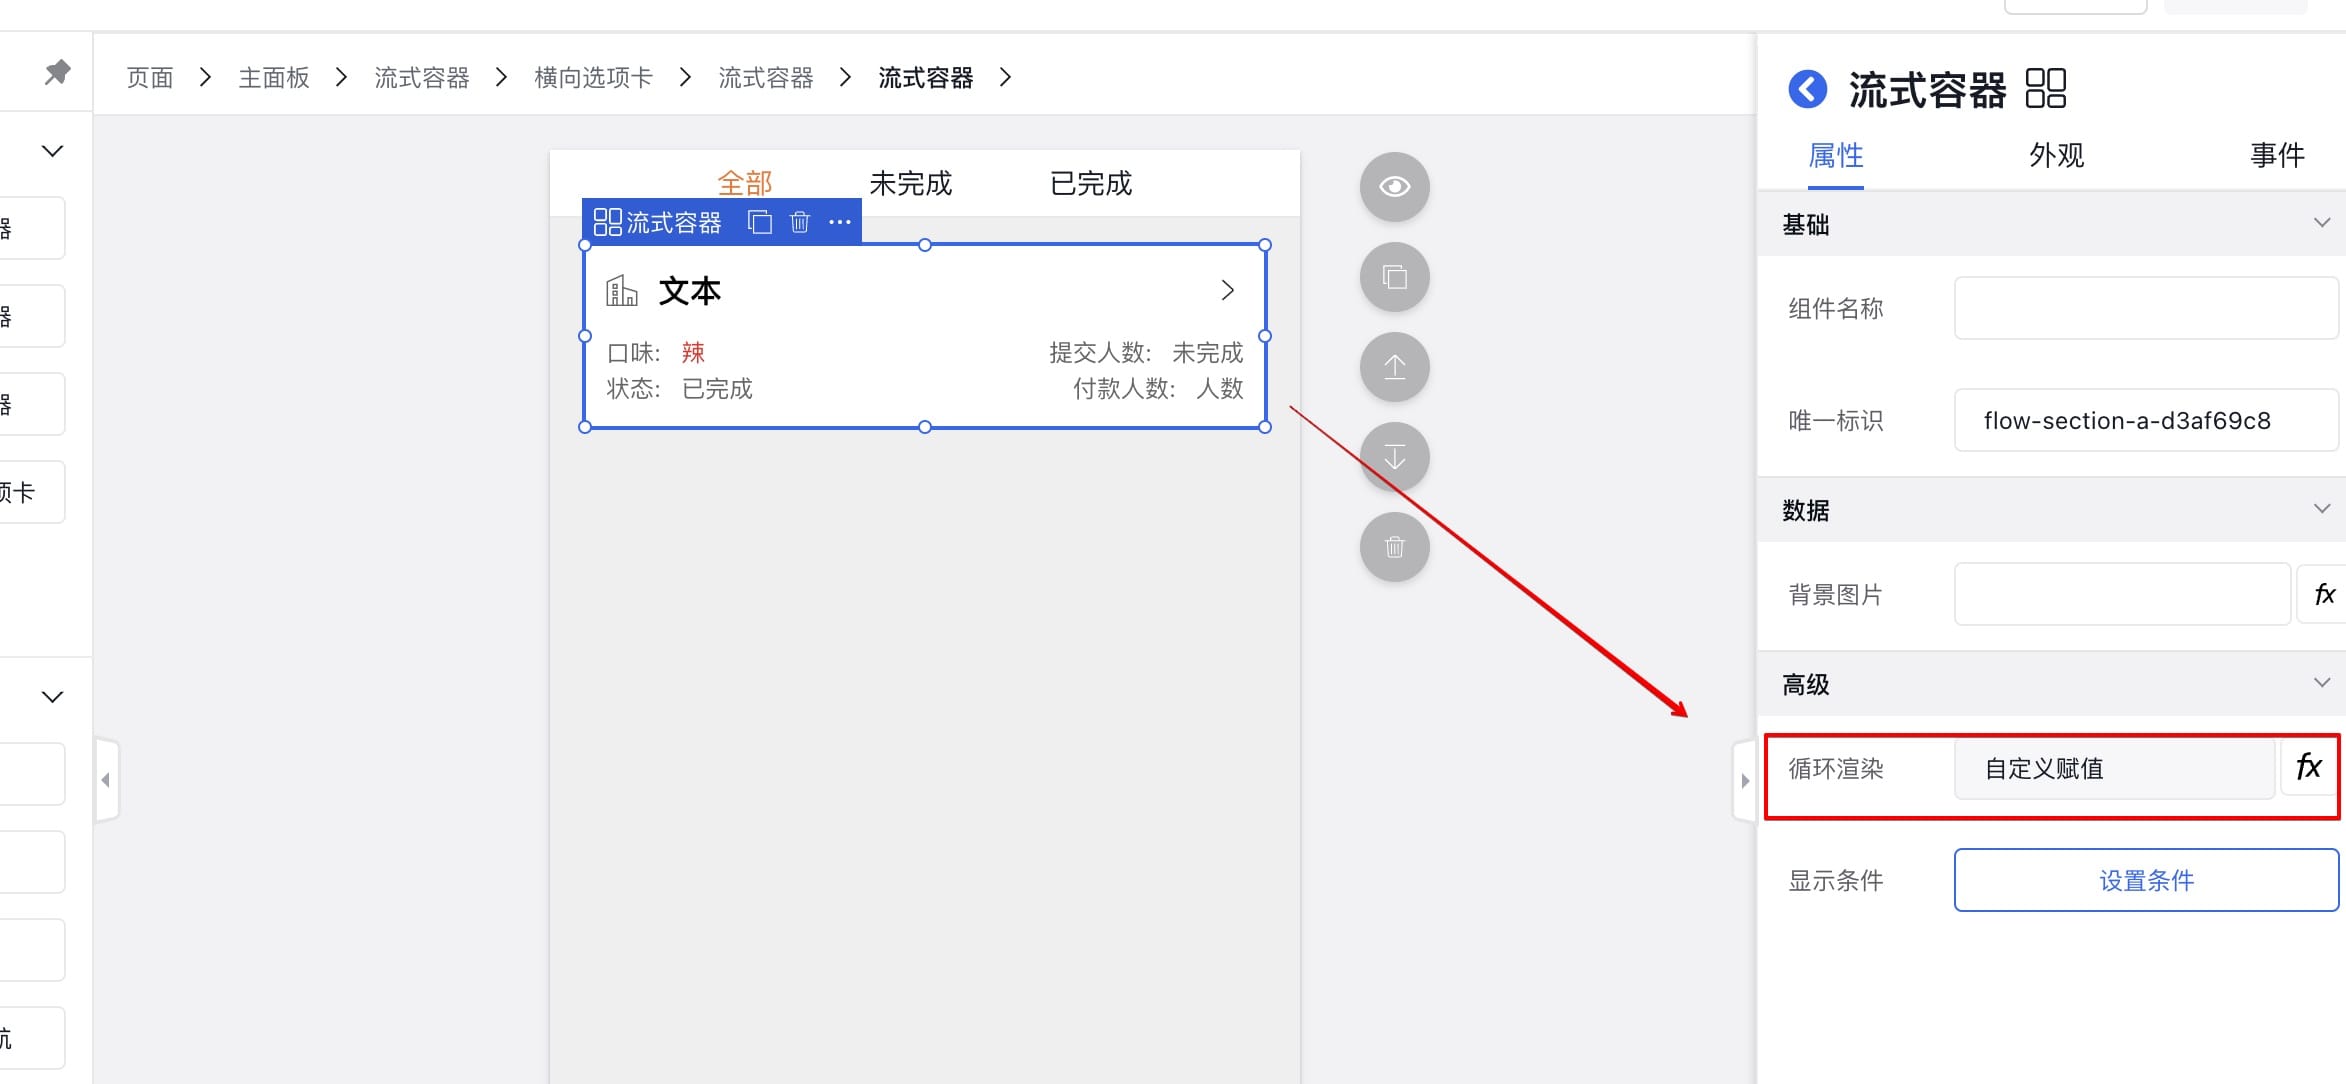 页面 > 主面板 > 流式容器 > 横向选项卡 > 流式容器 > 流式容器 >
器
器
器
项卡
航
全部 未完成 已完成
流式容器 ···
文本
口味： 辣 提交人数： 未完成
状态： 已完成 付款人数： 人数
流式容器
属性 外观 事件
基础
组件名称
唯一标识 flow-section-a-d3af69c8
数据
背景图片 fx
高级
循环渲染 自定义赋值 fx
显示条件 设置条件